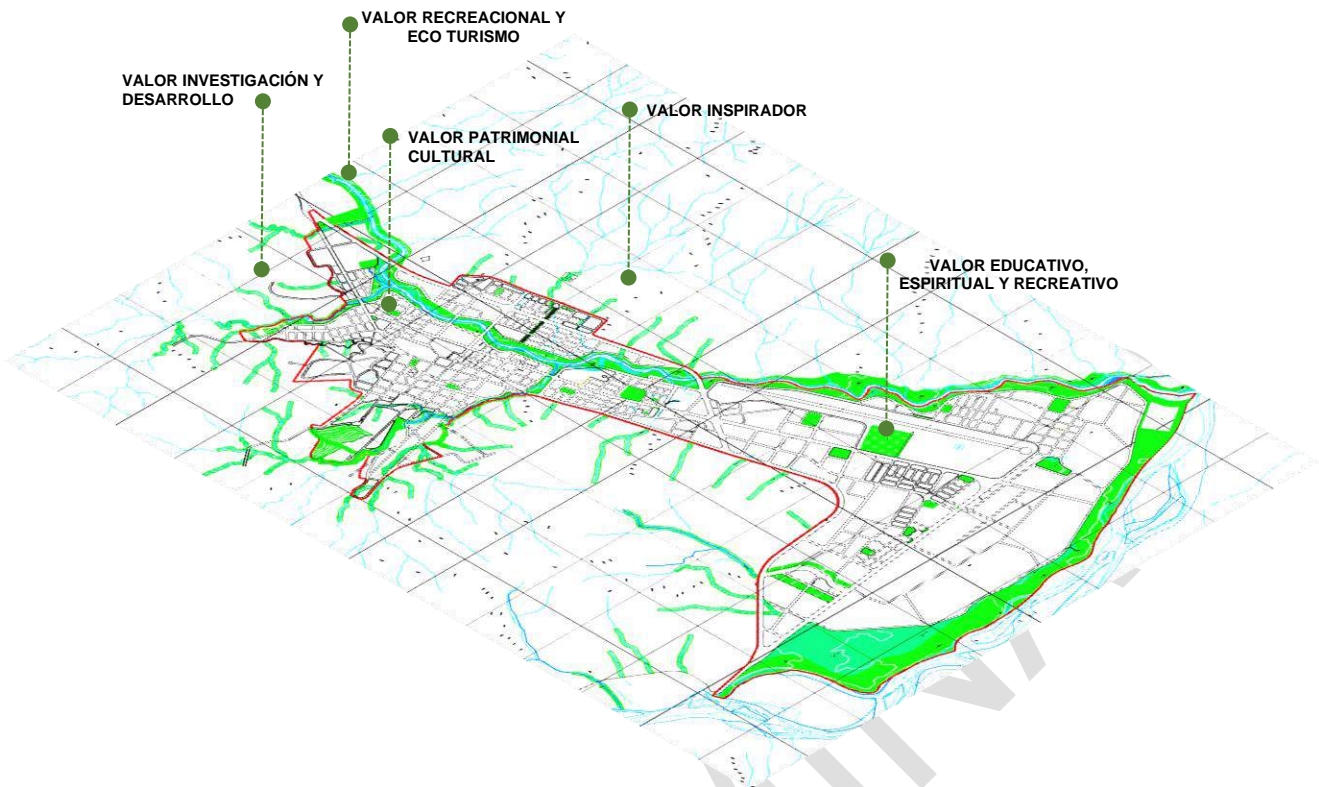 VALOR RECREACIONAL Y
ECO TURISMO
VALOR INVESTIGACIÓN Y
DESARROLLO
VALOR PATRIMONIAL
CULTURAL
VALOR INSPIRADOR
VALOR EDUCATIVO,
ESPIRITUAL Y RECREATIVO